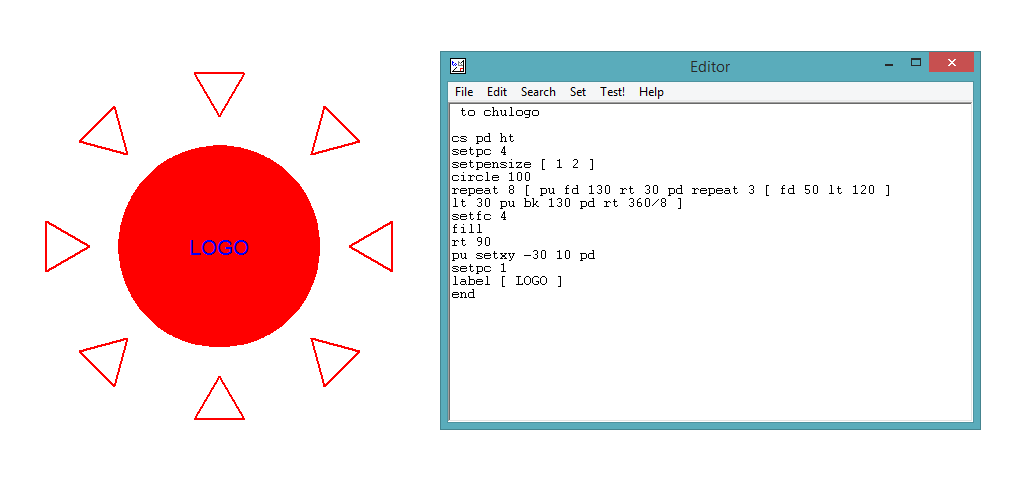 LOGO
Editor
File Edit Search Set Test! Help
to chulogo
cs pd ht
setpc 4
setpensize [ 1 2 ]
circle 100
repeat 8 [ pu fd 130 rt 30 pd repeat 3 [ fd 50 lt 120 ]
lt 30 pu bk 130 pd rt 360/8 ]
setfc 4
fill
rt 90
pu setxy -30 10 pd
setpc 1
label [ LOGO ]
end